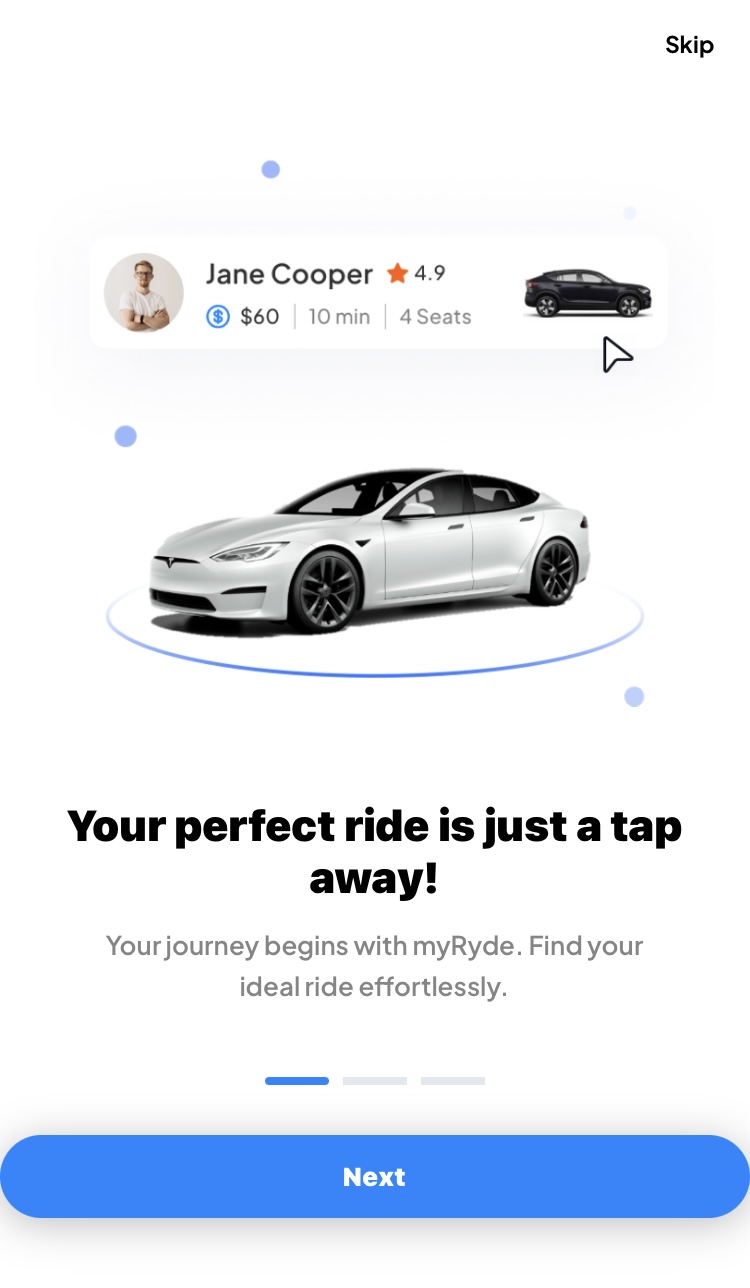 Skip
Jane Cooper 4.9
$ $60 10 min 4 Seats
Your perfect ride is just a tap
away!
Your journey begins with myRyde. Find your
ideal ride effortlessly.
Next